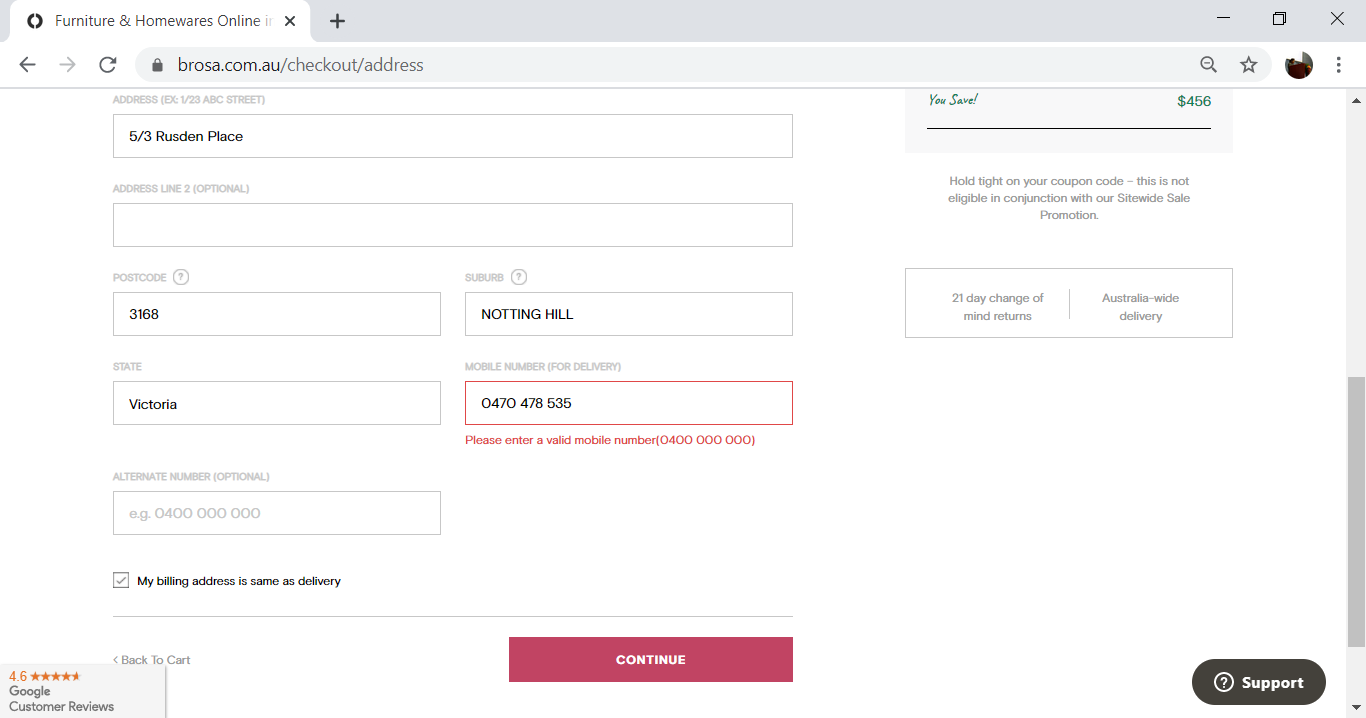 Furniture & Homewares Online in
brosa.com.au/checkout/address
ADDRESS (EX: 1/23 ABC STREET)
5/3 Rusden Place
ADDRESS LINE 2 (OPTIONAL)
POSTCODE ?
SUBURB ?
3168
NOTTING HILL
STATE
MOBILE NUMBER (FOR DELIVERY)
Victoria
0470 478 535
Please enter a valid mobile number(0400 000 000)
ALTERNATE NUMBER (OPTIONAL)
e.g. 0400 000 000
My billing address is same as delivery
< Back To Cart
CONTINUE
4.6
Google
Customer Reviews
You Save!
$456
Hold tight on your coupon code – this is not
eligible in conjunction with our Sitewide Sale
Promotion.
21 day change of
mind returns
Australia-wide
delivery
? Support